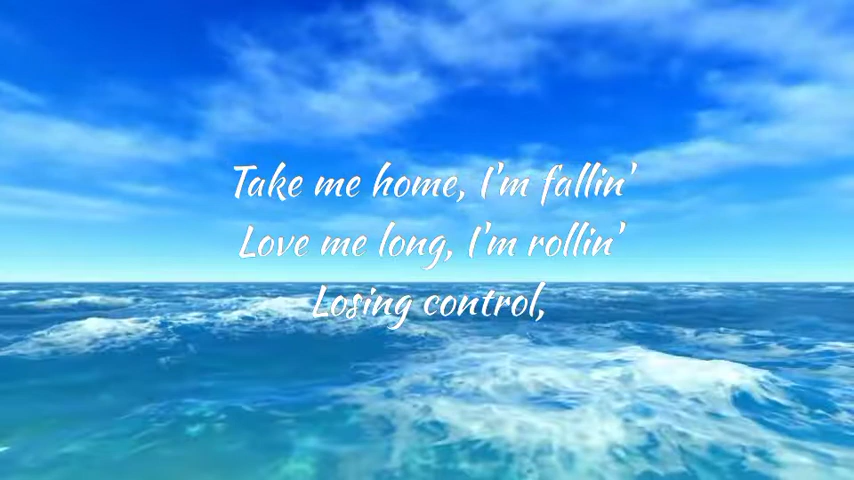 Take me home, I'm fallin'
Love me long, I'm rollin'
Losing control,